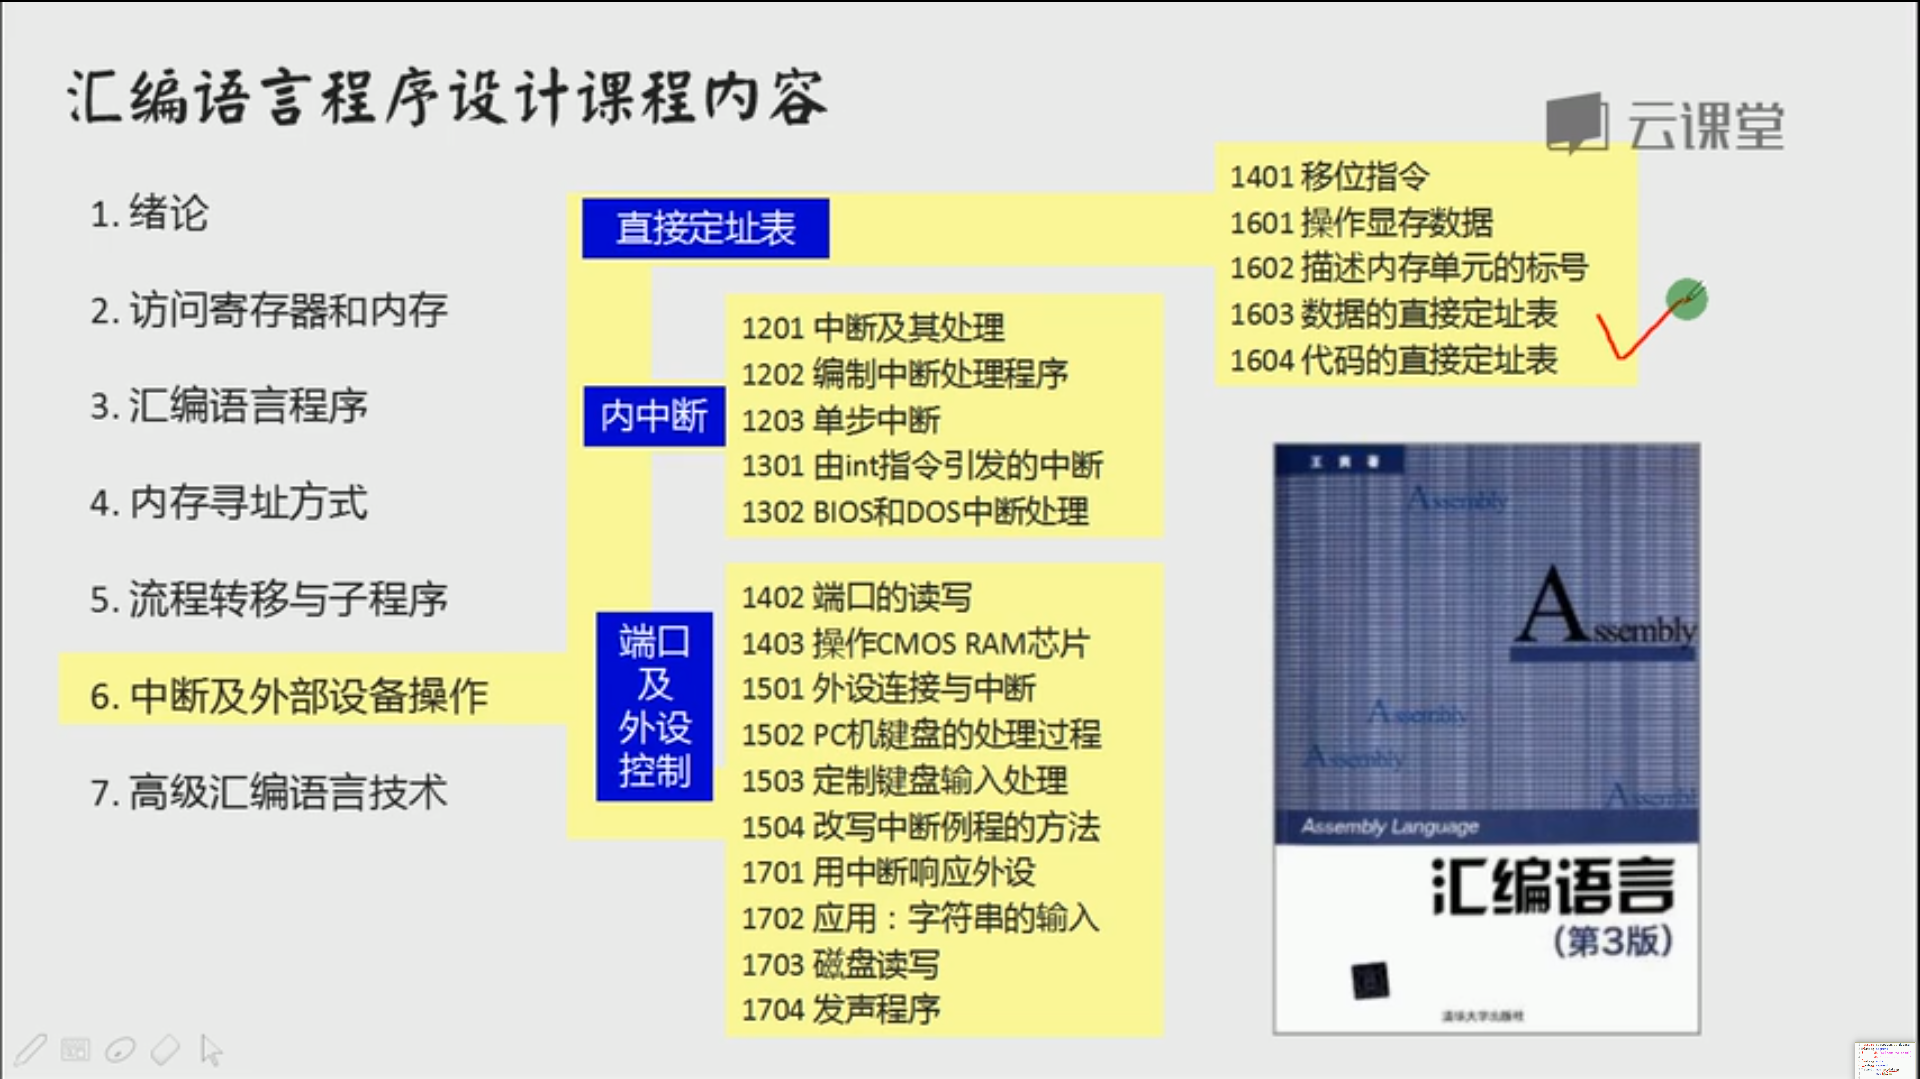 汇编语言程序设计课程内容
云课堂
1. 绪论
2. 访问寄存器和内存
3. 汇编语言程序
4. 内存寻址方式
5. 流程转移与子程序
6. 中断及外部设备操作
7. 高级汇编语言技术
直接定址表
1401 移位指令
1601 操作显存数据
1602 描述内存单元的标号
1603 数据的直接定址表
1604 代码的直接定址表
内中断
1201 中断及其处理
1202 编制中断处理程序
1203 单步中断
1301 由int指令引发的中断
1302 BIOS和DOS中断处理
端口
及
外设
控制
1402 端口的读写
1403 操作CMOS RAM芯片
1501 外设连接与中断
1502 PC机键盘的处理过程
1503 定制键盘输入处理
1504 改写中断例程的方法
1701 用中断响应外设
1702 应用：字符串的输入
1703 磁盘读写
1704 发声程序
王 爽 著
Assembly
Assembly
Assembly
Assembly
Assembly
Assembly Language
汇编语言
（第3版）
清华大学出版社